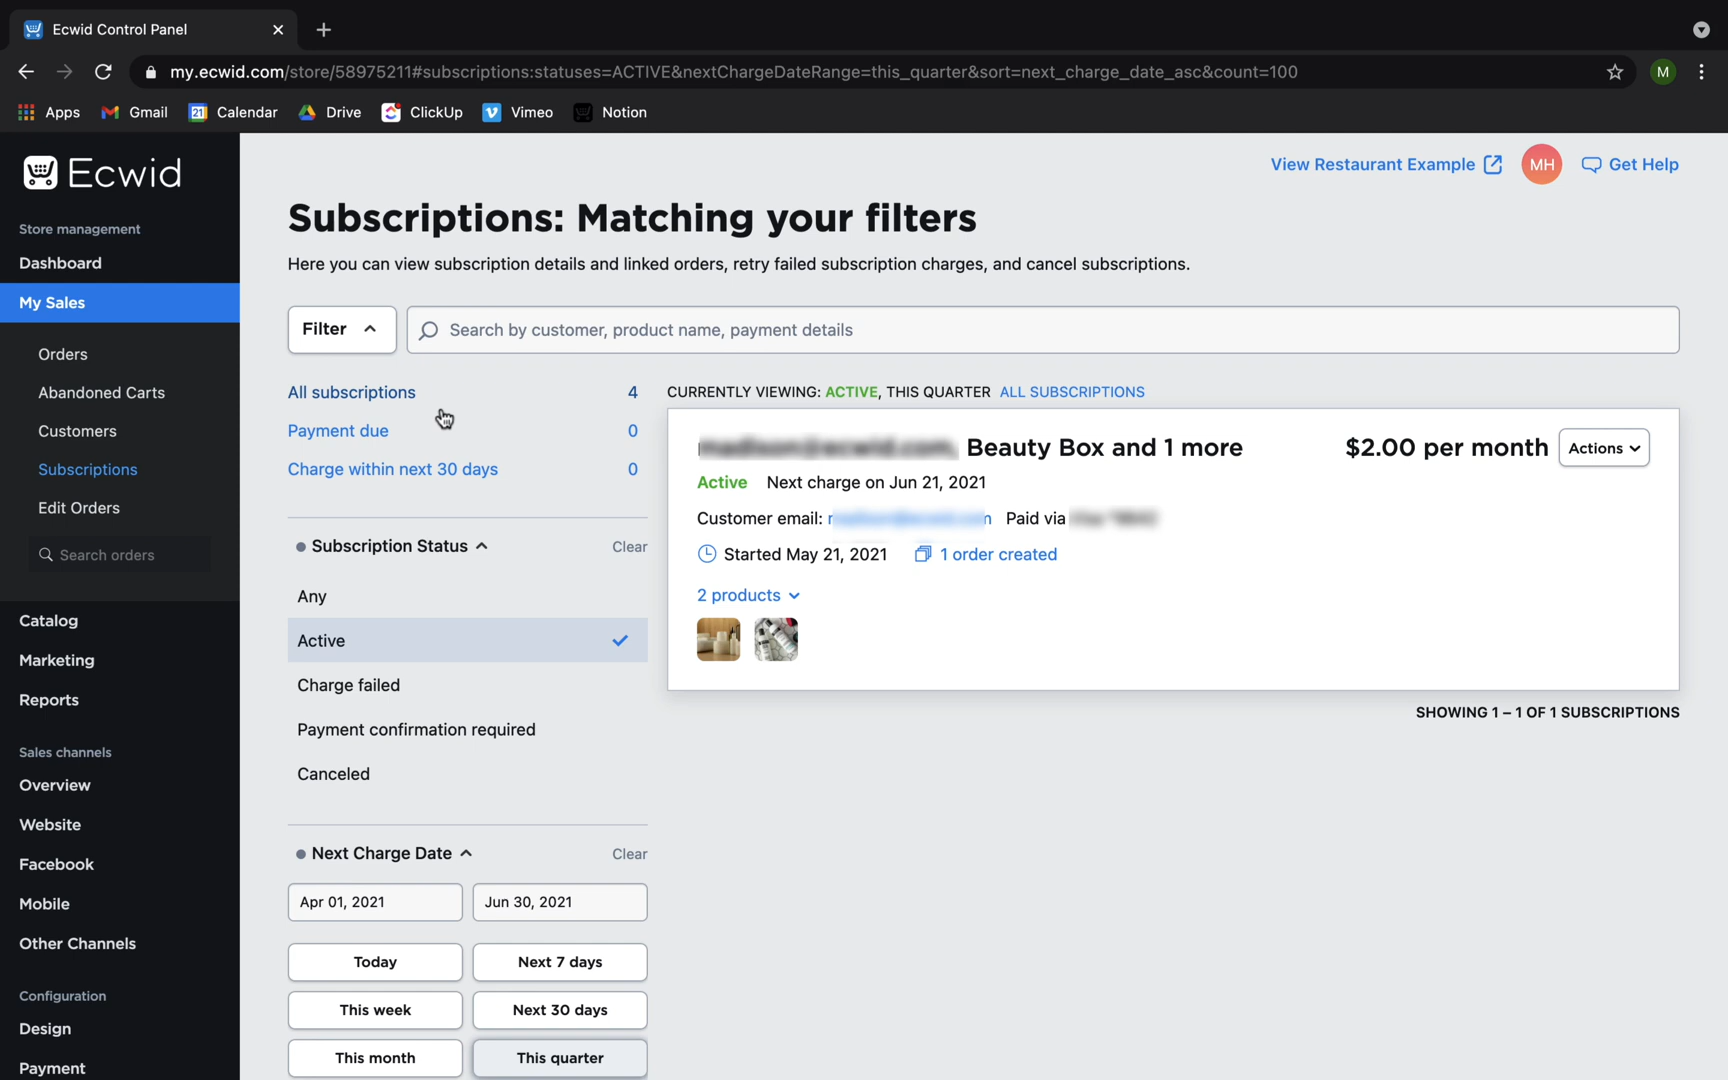 Ecwid Control Panel
my.ecwid.com/store/58975211#subscriptions:statuses=ACTIVE&nextChargeDateRange=this_quarter&sort=next_charge_date_asc&count=100
M
Apps
Gmail
21
Calendar
Drive
ClickUp
Vimeo
Notion
Ecwid
Store management
Dashboard
My Sales
Orders
Abandoned Carts
Customers
Subscriptions
Edit Orders
Search orders
Catalog
Marketing
Reports
Sales channels
Overview
Website
Facebook
Mobile
Other Channels
Configuration
Design
Payment
View Restaurant Example
MH
Get Help
Subscriptions: Matching your filters
Here you can view subscription details and linked orders, retry failed subscription charges, and cancel subscriptions.
Filter
Search by customer, product name, payment details
All subscriptions 4
Payment due 0
Charge within next 30 days 0
Subscription Status Clear
Any
Active
Charge failed
Payment confirmation required
Canceled
Next Charge Date Clear
Apr 01, 2021 Jun 30, 2021
Today Next 7 days
This week Next 30 days
This month This quarter
CURRENTLY VIEWING: ACTIVE, THIS QUARTER ALL SUBSCRIPTIONS
Beauty Box and 1 more $2.00 per month Actions
Active Next charge on Jun 21, 2021
Customer email: Paid via
Started May 21, 2021 1 order created
2 products
SHOWING 1 – 1 OF 1 SUBSCRIPTIONS